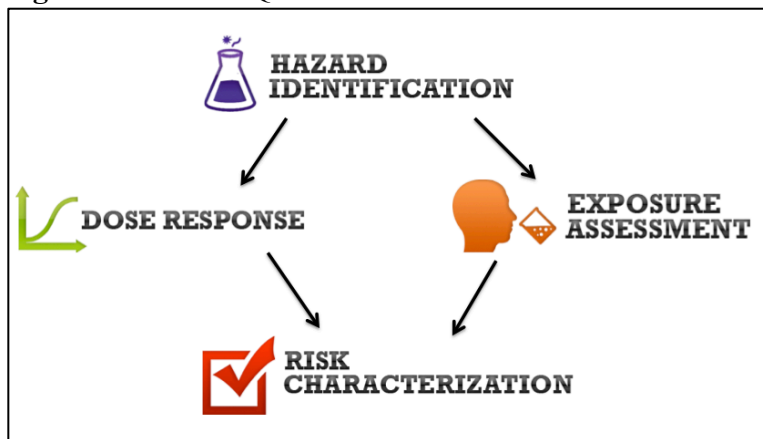 HAZARD
IDENTIFICATION
DOSE RESPONSE
EXPOSURE
ASSESSMENT
RISK
CHARACTERIZATION